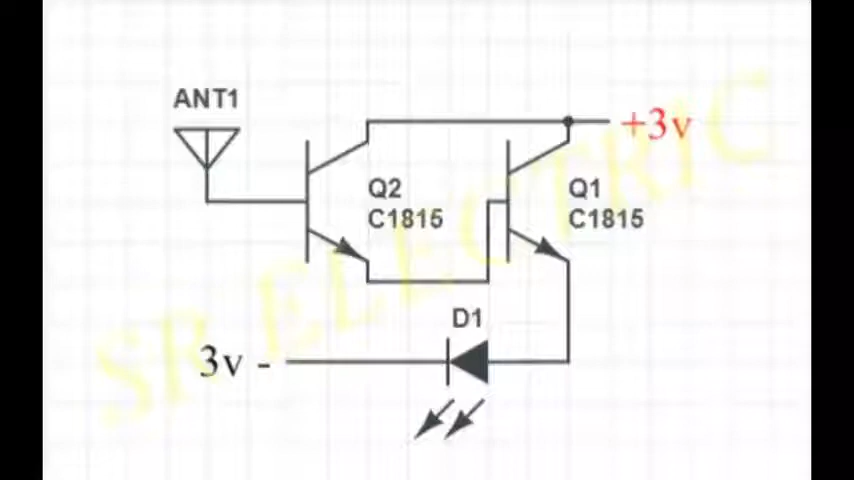 ANT1
+3v
Q2
C1815
Q1
C1815
D1
3v -
SR ELECTRIC